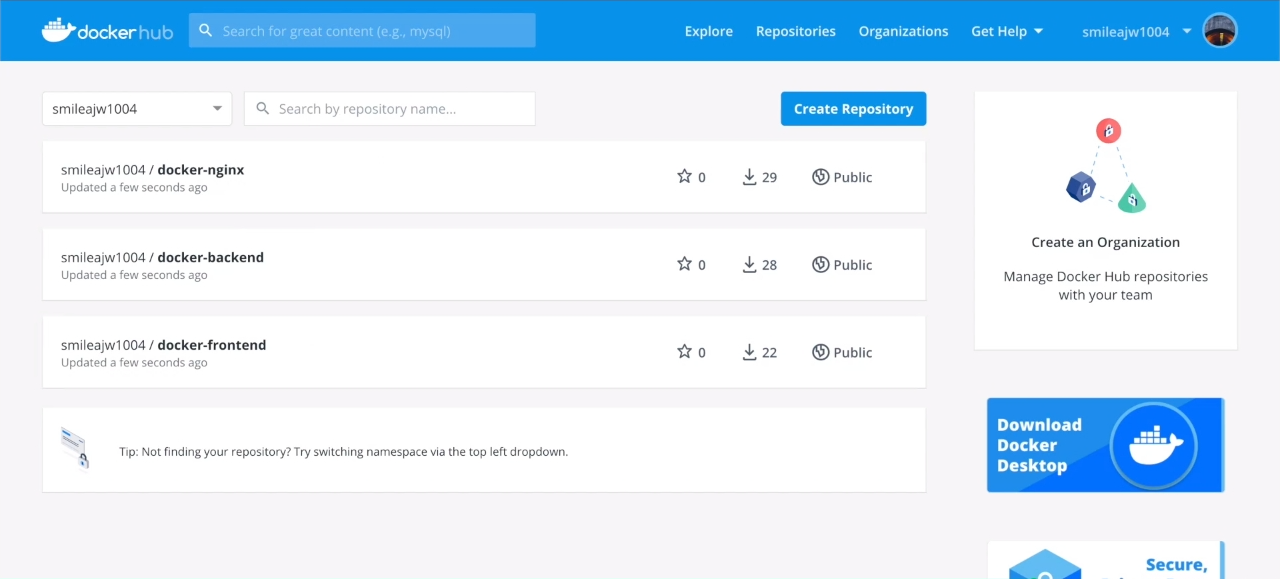 docker hub
Search for great content (e.g., mysql)
Explore
Repositories
Organizations
Get Help
smileajw1004
smileajw1004
Search by repository name...
Create Repository
smileajw1004 / docker-nginx
Updated a few seconds ago
0
29
Public
smileajw1004 / docker-backend
Updated a few seconds ago
0
28
Public
smileajw1004 / docker-frontend
Updated a few seconds ago
0
22
Public
Tip: Not finding your repository? Try switching namespace via the top left dropdown.
Create an Organization
Manage Docker Hub repositories
with your team
Download
Docker
Desktop
Secure,